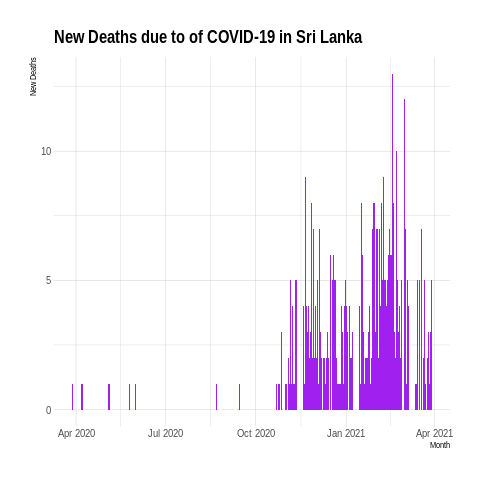 New Deaths due to of COVID-19 in Sri Lanka
New Deaths
10
5
0
Apr 2020 Jul 2020 Oct 2020 Jan 2021 Apr 2021
Month